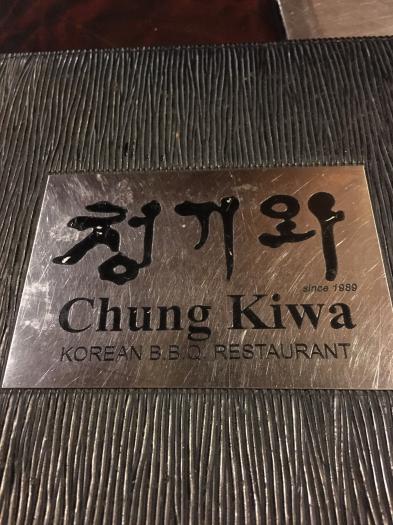 청기와
since 1989
Chung Kiwa
KOREAN B.B.Q. RESTAURANT